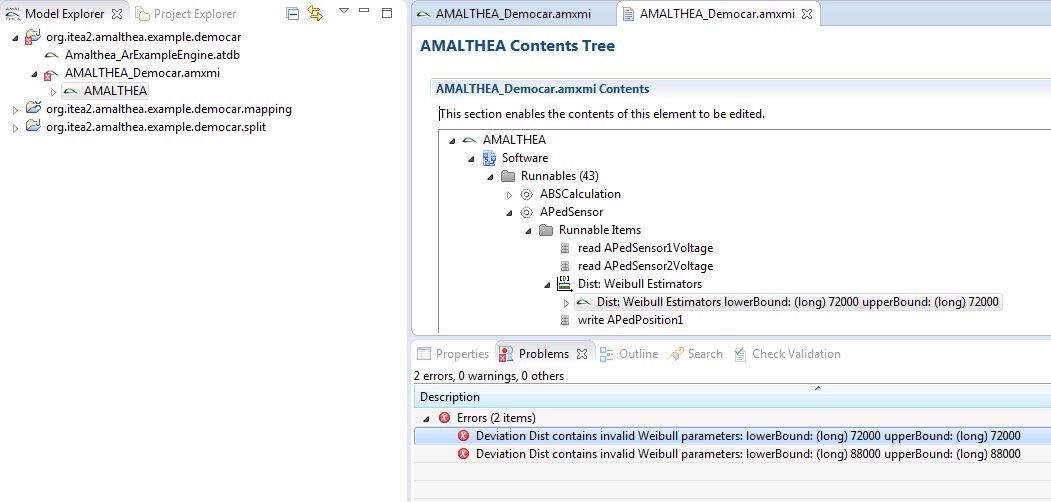 Model Explorer
Project Explorer
org.itea2.amalthea.example.democar
Amalthea_ArExampleEngine.atdb
AMALTHEA_Democar.amxmi
AMALTHEA
org.itea2.amalthea.example.democar.mapping
org.itea2.amalthea.example.democar.split
AMALTHEA_Democar.amxmi
AMALTHEA_Democar.amxmi
AMALTHEA Contents Tree
AMALTHEA_Democar.amxmi Contents
This section enables the contents of this element to be edited.
AMALTHEA
Software
Runnables (43)
ABSCalculation
APedSensor
Runnable Items
read APedSensor1Voltage
read APedSensor2Voltage
Dist: Weibull Estimators
Dist: Weibull Estimators lowerBound: (long) 72000 upperBound: (long) 72000
write APedPosition1
Properties
Problems
Outline
Search
Check Validation
2 errors, 0 warnings, 0 others
Description
Errors (2 items)
Deviation Dist contains invalid Weibull parameters: lowerBound: (long) 72000 upperBound: (long) 72000
Deviation Dist contains invalid Weibull parameters: lowerBound: (long) 88000 upperBound: (long) 88000